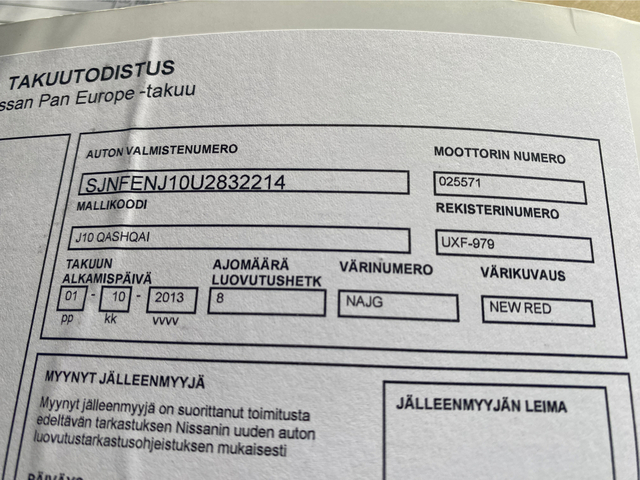 TAKUUTODISTUS
ssan Pan Europe -takuu
AUTON VALMISTENUMERO
SJNFENJ10U2832214
MOOTTORIN NUMERO
025571
MALLIKOODI
J10 QASHQAI
REKISTERINUMERO
UXF-979
TAKUUN
ALKAMISPÄIVÄ
01 - 10 - 2013
pp kk vvvv
AJOMÄÄRÄ
LUOVUTUSHETK
8
VÄRINUMERO
NAJG
VÄRIKUVAUS
NEW RED
MYYNYT JÄLLEENMYYJÄ
Myynyt jälleenmyyjä on suorittanut toimitusta
edeltävän tarkastuksen Nissanin uuden auton
luovutustarkastusohjeistuksen mukaisesti
JÄLLEENMYYJÄN LEIMA